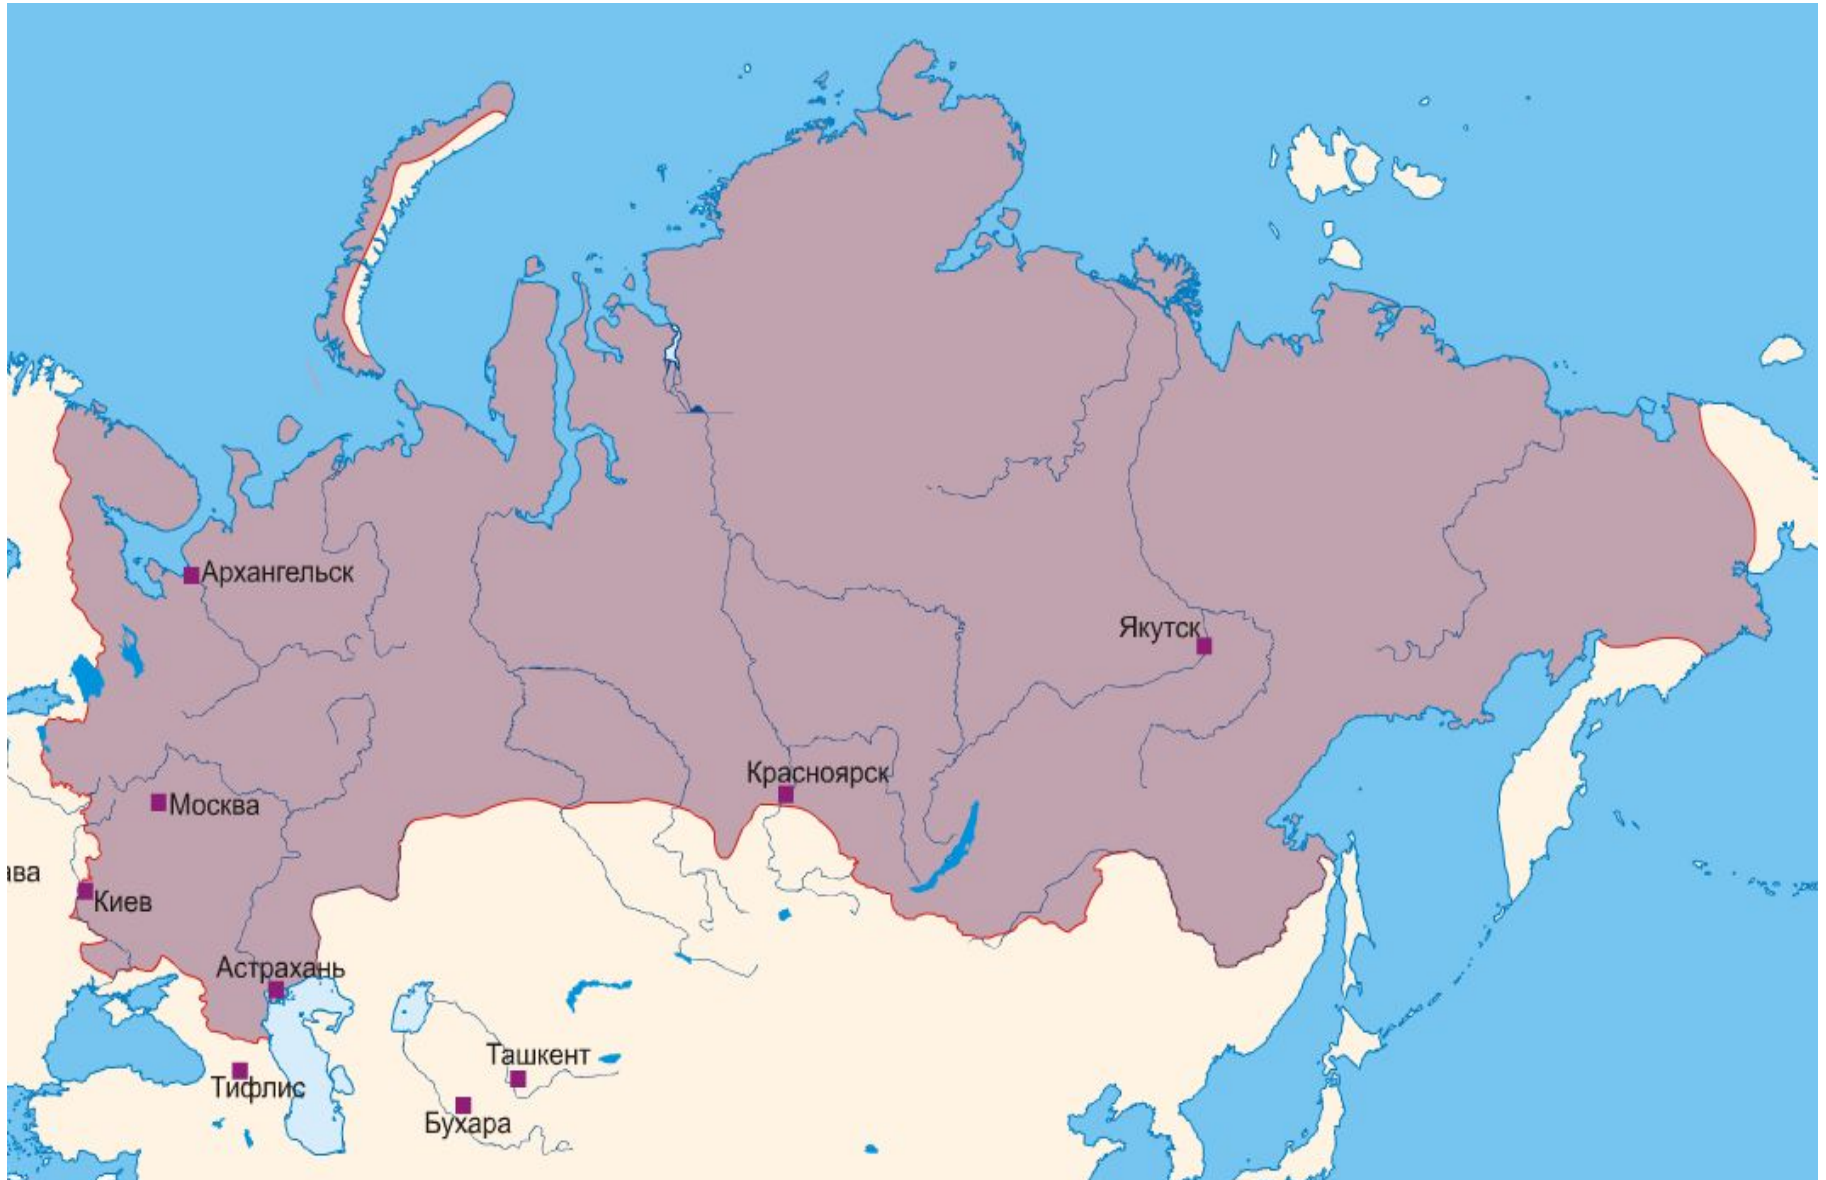 Архангельск
Якутск
Красноярск
Москва
ава
Киев
Астрахань
Ташкент
Тифлис
Бухара